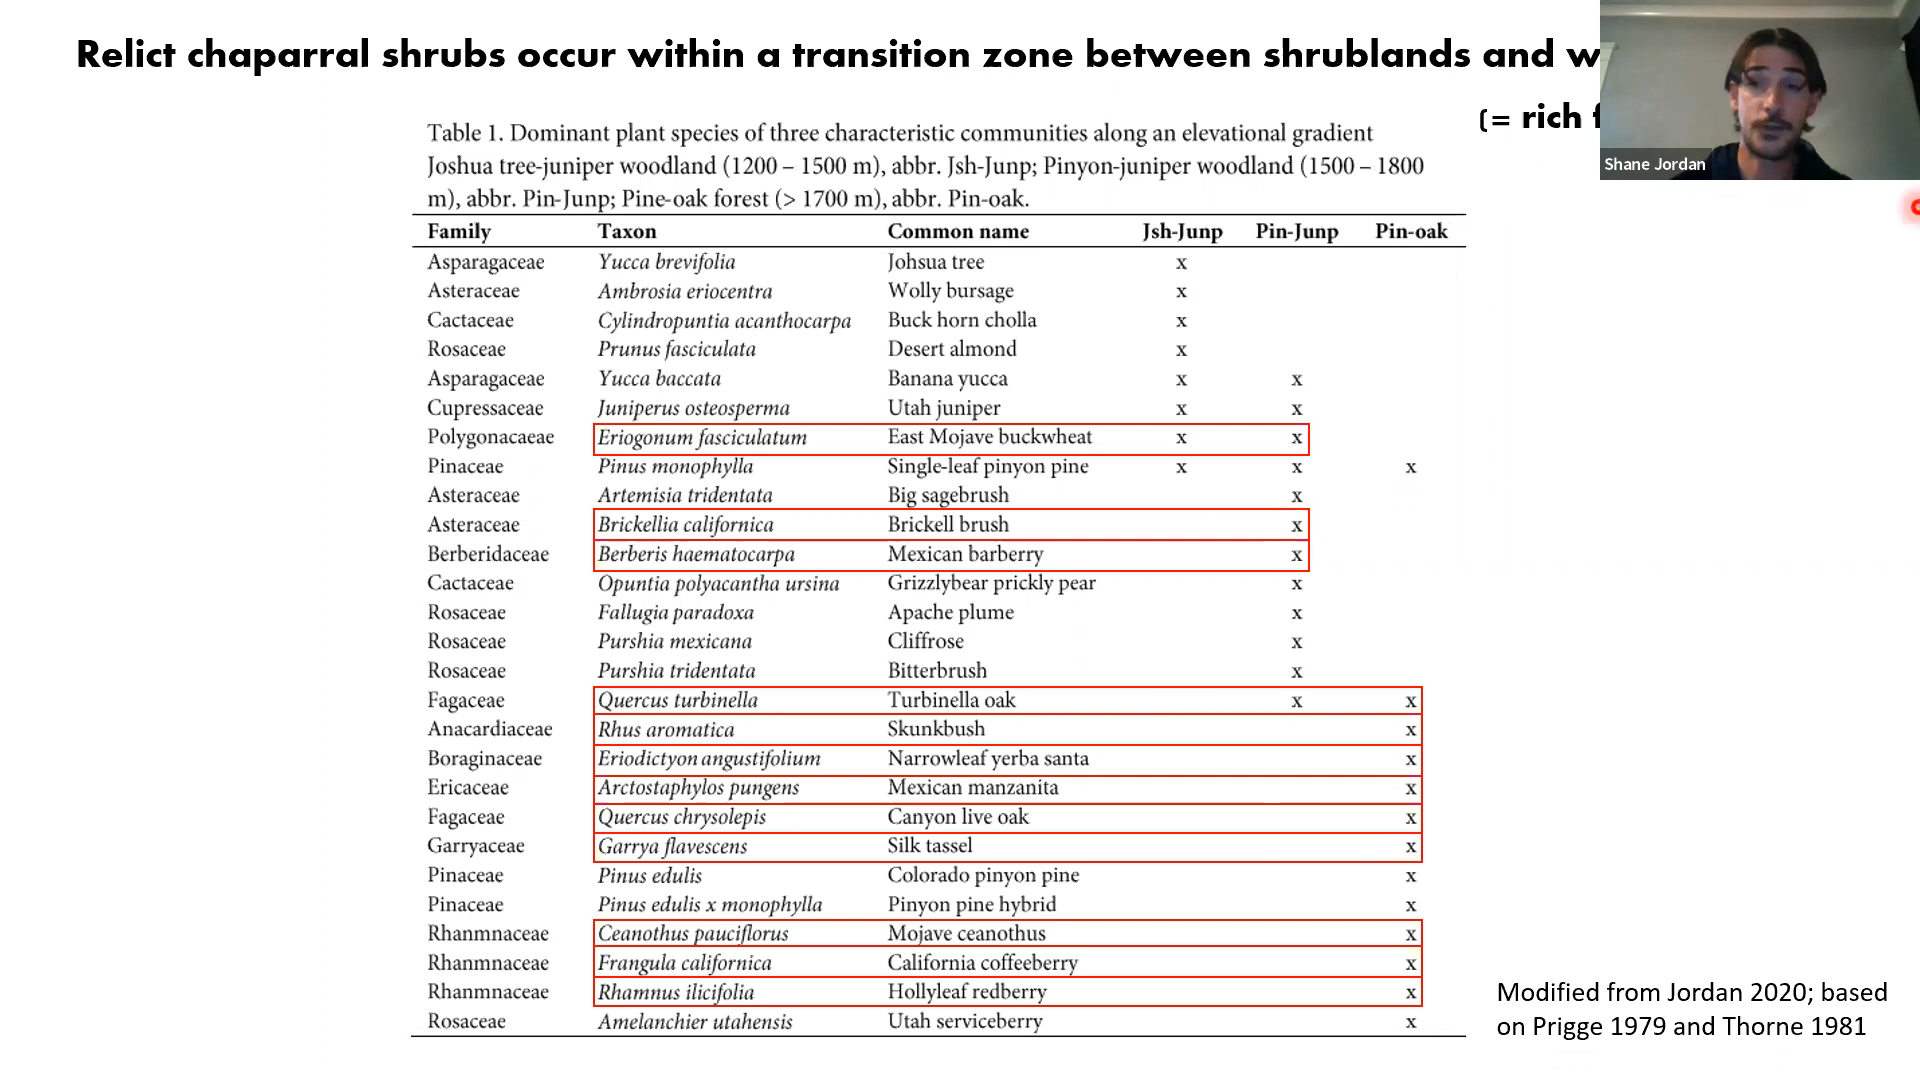 Relict chaparral shrubs occur within a transition zone between shrublands and
(= rich
Shane Jordan
Table 1. Dominant plant species of three characteristic communities along an elevational gradient
Joshua tree-juniper woodland (1200 – 1500 m), abbr. Jsh-Junp; Pinyon-juniper woodland (1500 – 1800
m), abbr. Pin-Junp; Pine-oak forest (> 1700 m), abbr. Pin-oak.
Family Taxon Common name Jsh-Junp Pin-Junp Pin-oak
Asparagaceae Yucca brevifolia Johsua tree x
Asteraceae Ambrosia eriocentra Wolly bursage x
Cactaceae Cylindropuntia acanthocarpa Buck horn cholla x
Rosaceae Prunus fasciculata Desert almond x
Asparagaceae Yucca baccata Banana yucca x x
Cupressaceae Juniperus osteosperma Utah juniper x x
Polygonacaeae Eriogonum fasciculatum East Mojave buckwheat x x
Pinaceae Pinus monophylla Single-leaf pinyon pine x x x
Asteraceae Artemisia tridentata Big sagebrush x
Asteraceae Brickellia californica Brickell brush x
Berberidaceae Berberis haematocarpa Mexican barberry x
Cactaceae Opuntia polyacantha ursina Grizzlybear prickly pear x
Rosaceae Fallugia paradoxa Apache plume x
Rosaceae Purshia mexicana Cliffrose x
Rosaceae Purshia tridentata Bitterbrush x
Fagaceae Quercus turbinella Turbinella oak x x
Anacardiaceae Rhus aromatica Skunkbush x
Boraginaceae Eriodictyon angustifolium Narrowleaf yerba santa x
Ericaceae Arctostaphylos pungens Mexican manzanita x
Fagaceae Quercus chrysolepis Canyon live oak x
Garryaceae Garrya flavescens Silk tassel x
Pinaceae Pinus edulis Colorado pinyon pine x
Pinaceae Pinus edulis x monophylla Pinyon pine hybrid x
Rhanmnaceae Ceanothus pauciflorus Mojave ceanothus x
Rhanmnaceae Frangula californica California coffeeberry x
Rhanmnaceae Rhamnus ilicifolia Hollyleaf redberry x
Rosaceae Amelanchier utahensis Utah serviceberry x
Modified from Jordan 2020; based
on Prigge 1979 and Thorne 1981